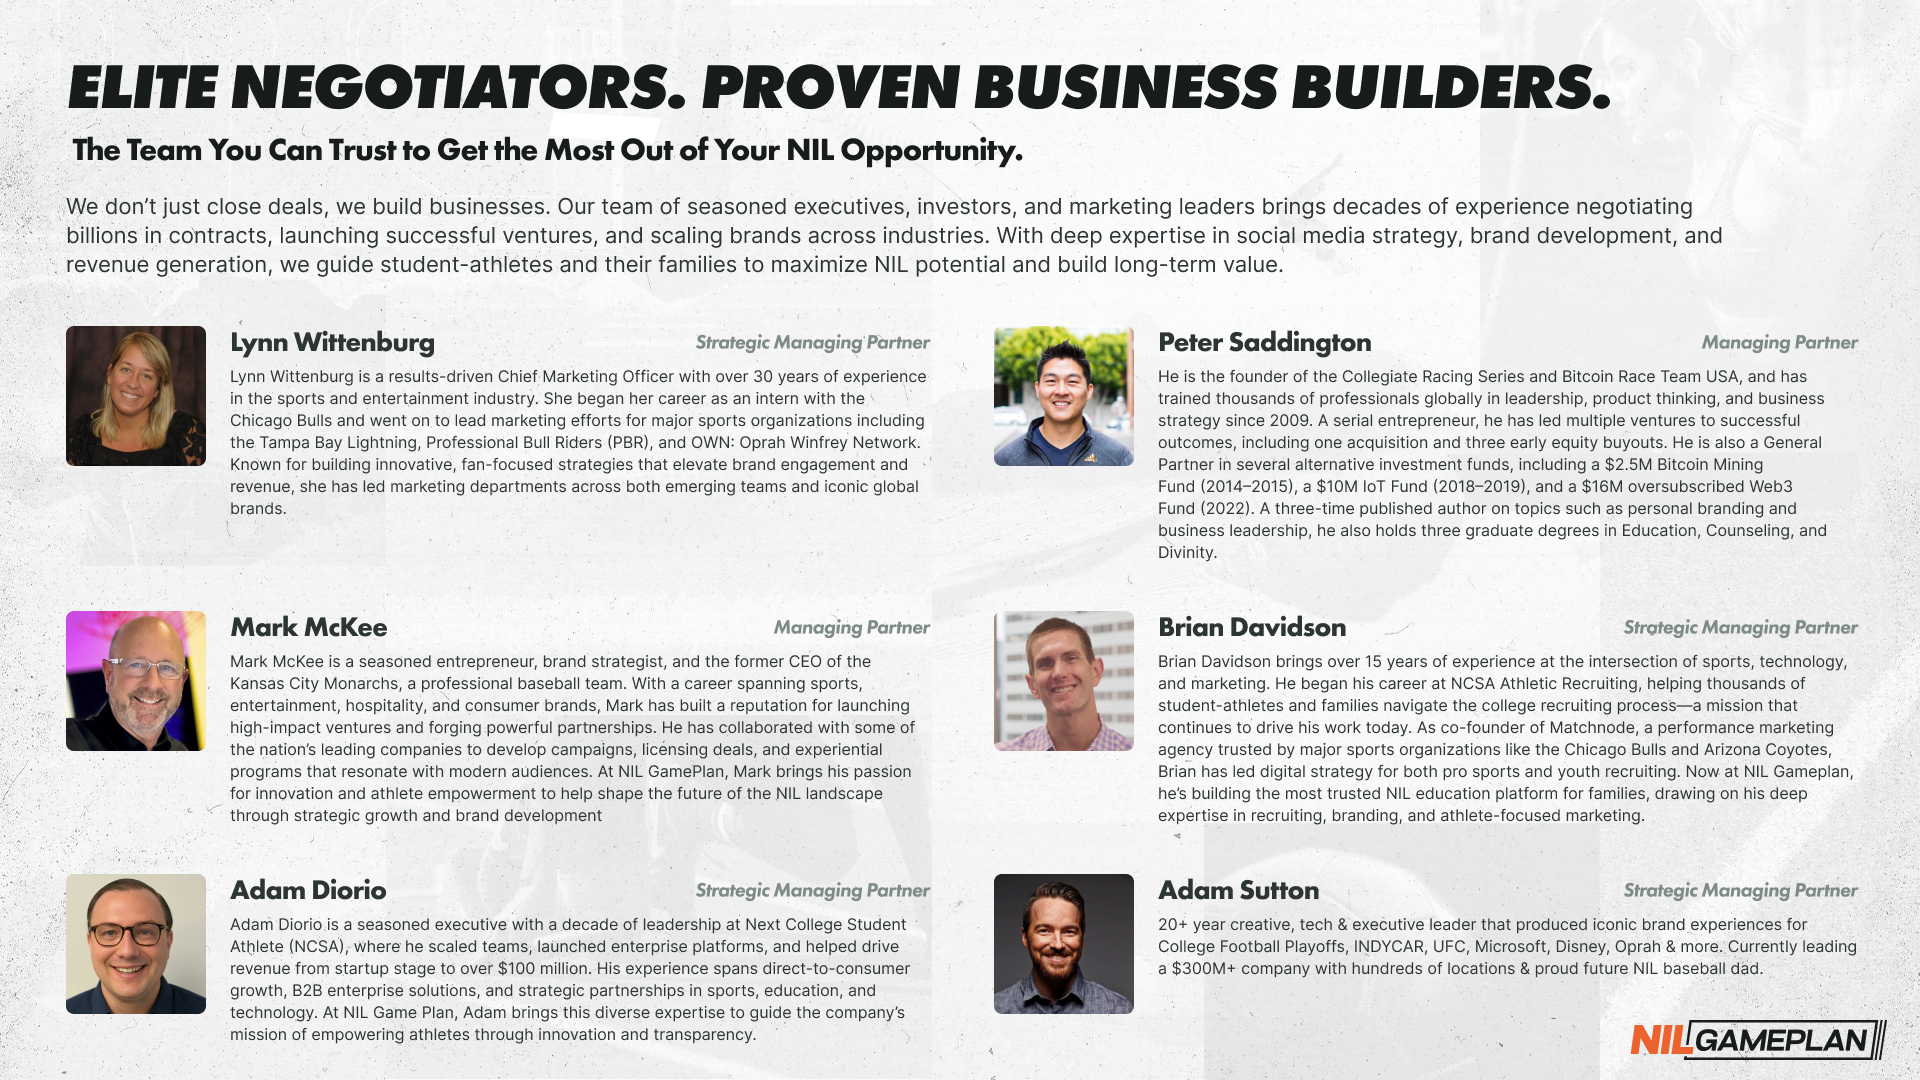 ELITE NEGOTIATORS. PROVEN BUSINESS BUILDERS.
The Team You Can Trust to Get the Most Out of Your NIL Opportunity.
We don’t just close deals, we build businesses. Our team of seasoned executives, investors, and marketing leaders brings decades of experience negotiating
billions in contracts, launching successful ventures, and scaling brands across industries. With deep expertise in social media strategy, brand development, and
revenue generation, we guide student-athletes and their families to maximize NIL potential and build long-term value.
Lynn Wittenburg
Strategic Managing Partner
Lynn Wittenburg is a results-driven Chief Marketing Officer with over 30 years of experience
in the sports and entertainment industry. She began her career as an intern with the
Chicago Bulls and went on to lead marketing efforts for major sports organizations including
the Tampa Bay Lightning, Professional Bull Riders (PBR), and OWN: Oprah Winfrey Network.
Known for building innovative, fan-focused strategies that elevate brand engagement and
revenue, she has led marketing departments across both emerging teams and iconic global
brands.
Peter Saddington
Managing Partner
He is the founder of the Collegiate Racing Series and Bitcoin Race Team USA, and has
trained thousands of professionals globally in leadership, product thinking, and business
strategy since 2009. A serial entrepreneur, he has led multiple ventures to successful
outcomes, including one acquisition and three early equity buyouts. He is also a General
Partner in several alternative investment funds, including a $2.5M Bitcoin Mining
Fund (2014–2015), a $10M IoT Fund (2018–2019), and a $16M oversubscribed Web3
Fund (2022). A three-time published author on topics such as personal branding and
business leadership, he also holds three graduate degrees in Education, Counseling, and
Divinity.
Mark McKee
Managing Partner
Mark McKee is a seasoned entrepreneur, brand strategist, and the former CEO of the
Kansas City Monarchs, a professional baseball team. With a career spanning sports,
entertainment, hospitality, and consumer brands, Mark has built a reputation for launching
high-impact ventures and forging powerful partnerships. He has collaborated with some of
the nation’s leading companies to develop campaigns, licensing deals, and experiential
programs that resonate with modern audiences. At NIL GamePlan, Mark brings his passion
for innovation and athlete empowerment to help shape the future of the NIL landscape
through strategic growth and brand development
Brian Davidson
Strategic Managing Partner
Brian Davidson brings over 15 years of experience at the intersection of sports, technology,
and marketing. He began his career at NCSA Athletic Recruiting, helping thousands of
student-athletes and families navigate the college recruiting process—a mission that
continues to drive his work today. As co-founder of Matchnode, a performance marketing
agency trusted by major sports organizations like the Chicago Bulls and Arizona Coyotes,
Brian has led digital strategy for both pro sports and youth recruiting. Now at NIL Gameplan,
he’s building the most trusted NIL education platform for families, drawing on his deep
expertise in recruiting, branding, and athlete-focused marketing.
Adam Diorio
Strategic Managing Partner
Adam Diorio is a seasoned executive with a decade of leadership at Next College Student
Athlete (NCSA), where he scaled teams, launched enterprise platforms, and helped drive
revenue from startup stage to over $100 million. His experience spans direct-to-consumer
growth, B2B enterprise solutions, and strategic partnerships in sports, education, and
technology. At NIL Game Plan, Adam brings this diverse expertise to guide the company’s
mission of empowering athletes through innovation and transparency.
Adam Sutton
Strategic Managing Partner
20+ year creative, tech & executive leader that produced iconic brand experiences for
College Football Playoffs, INDYCAR, UFC, Microsoft, Disney, Oprah & more. Currently leading
a $300M+ company with hundreds of locations & proud future NIL baseball dad.
NIL GAMEPLAN